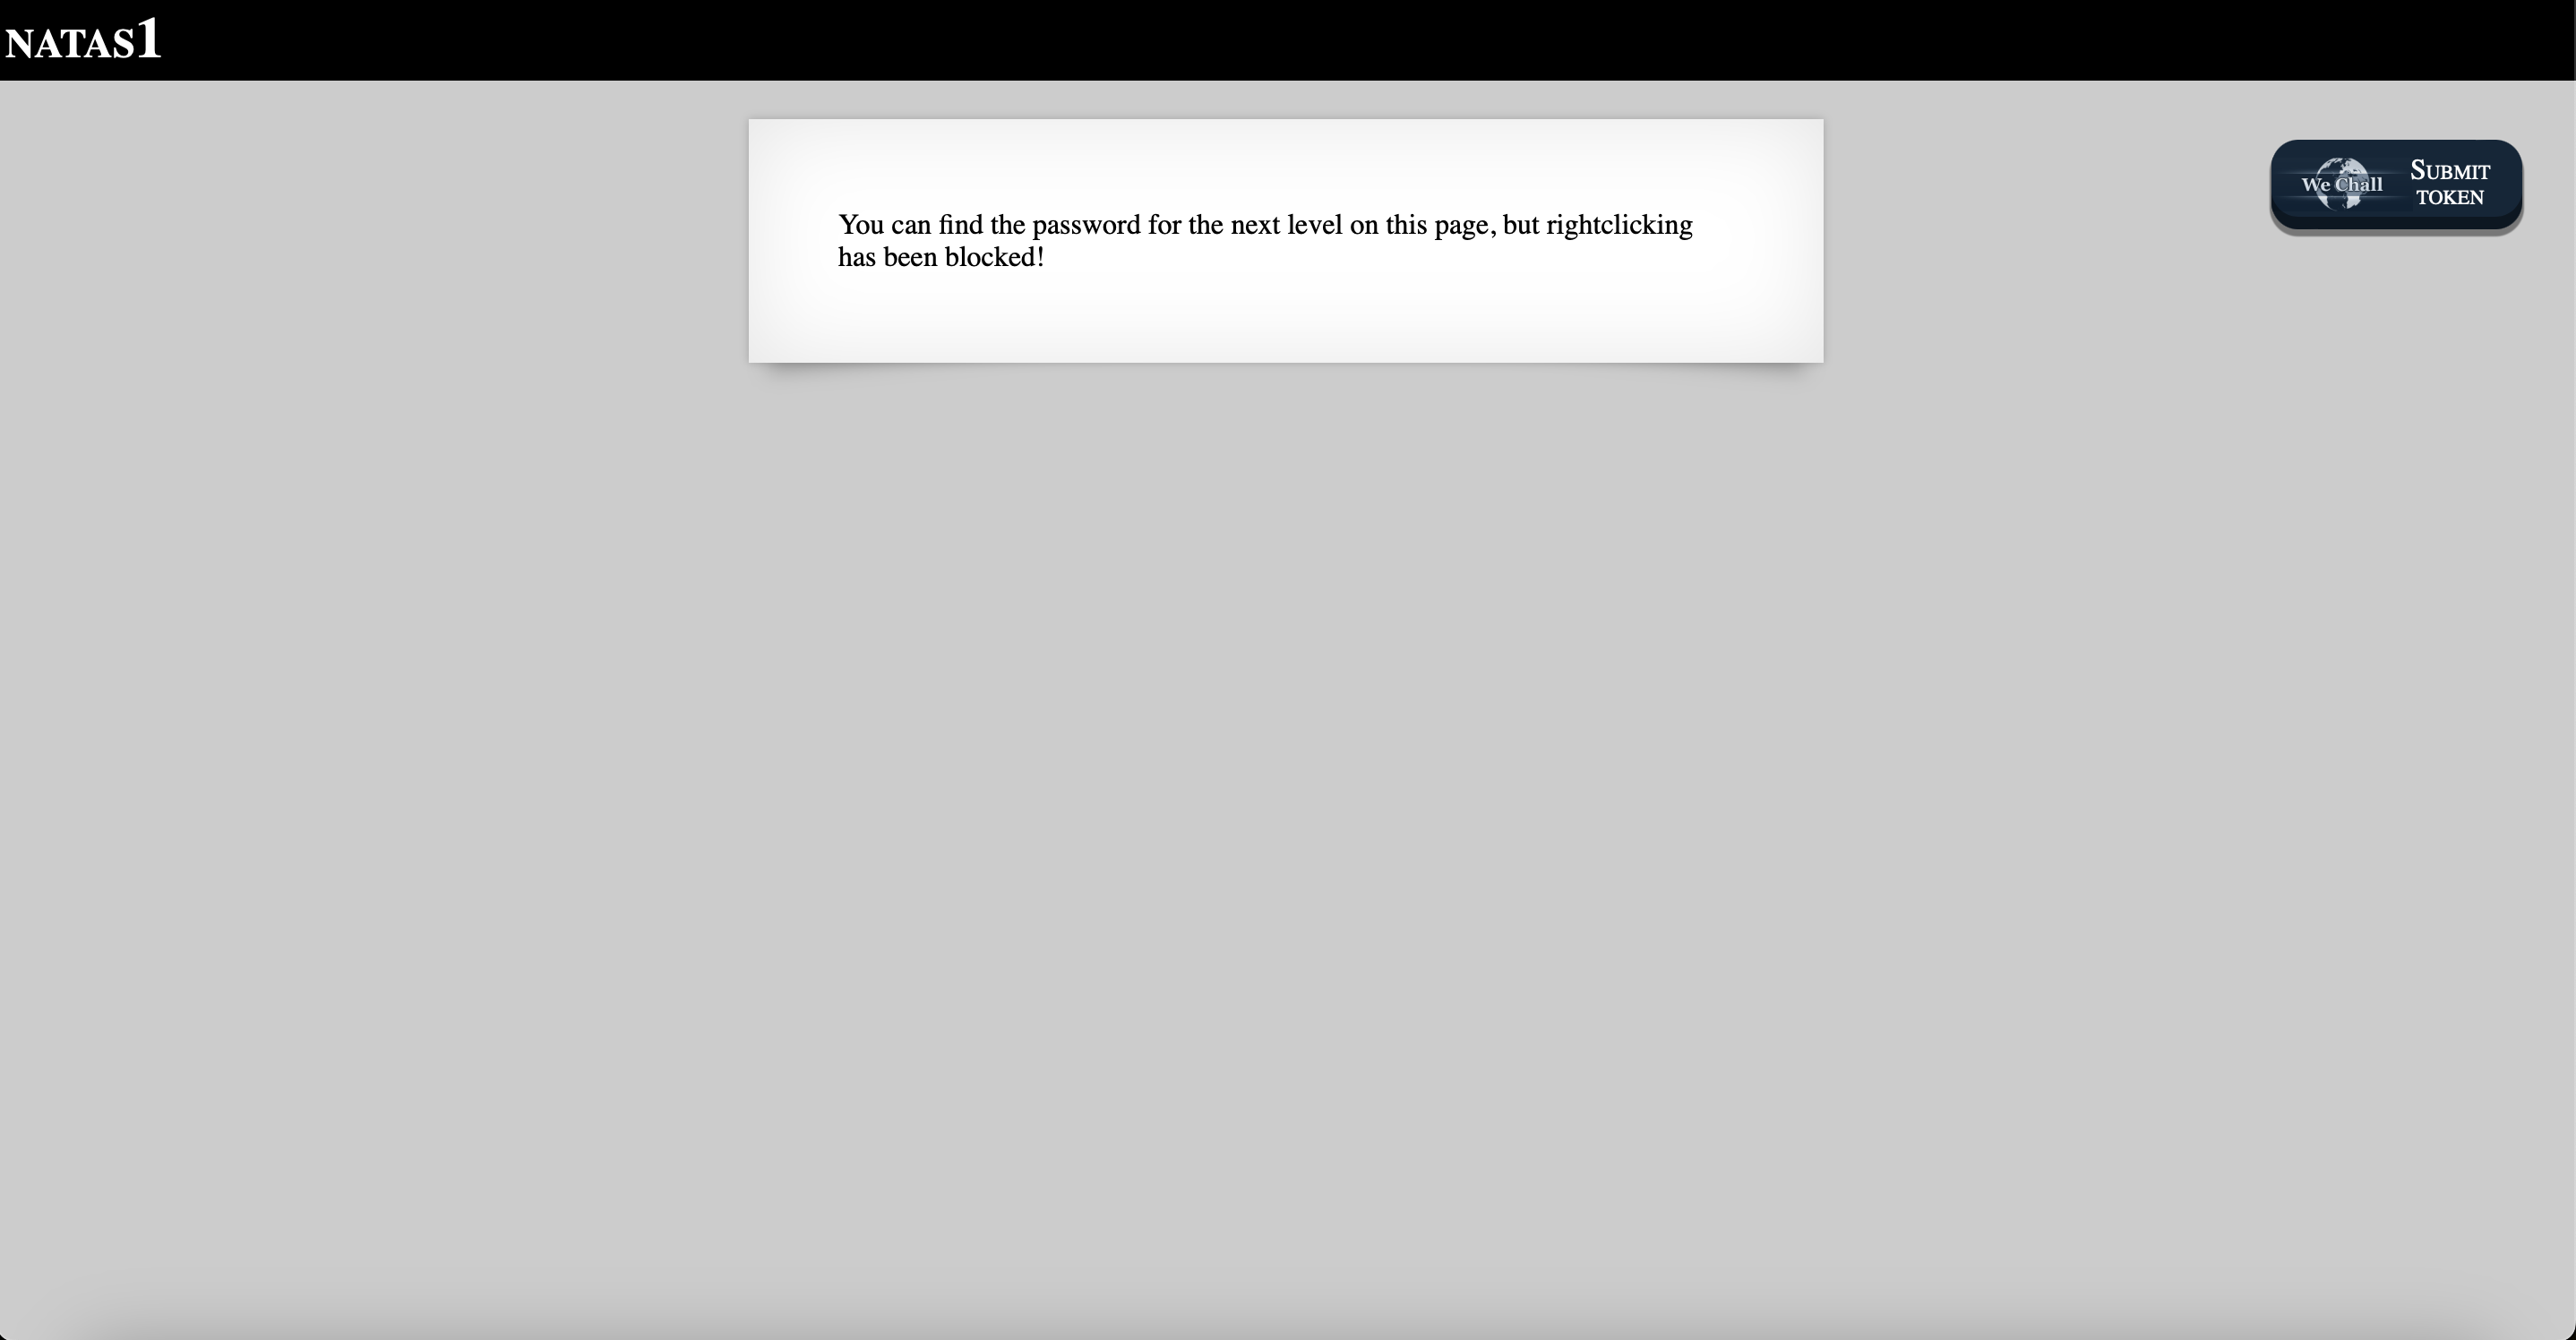 NATAS1
You can find the password for the next level on this page, but rightclicking
has been blocked!
We Chall
SUBMIT
TOKEN